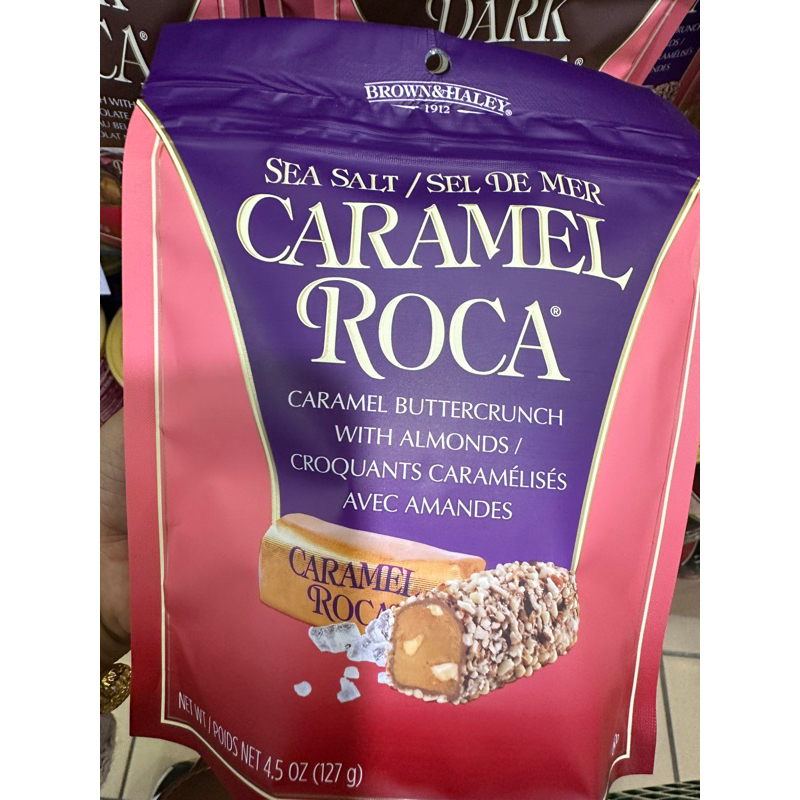 DARK
BROWN&HALEY®
1912
SEA SALT / SEL DE MER
CARAMEL
ROCA®
CARAMEL BUTTERCRUNCH
WITH ALMONDS /
CROQUANTS CARAMÉLISÉS
AVEC AMANDES
CARAMEL
ROCA
NET WT / POIDS NET 4.5 OZ (127 g)